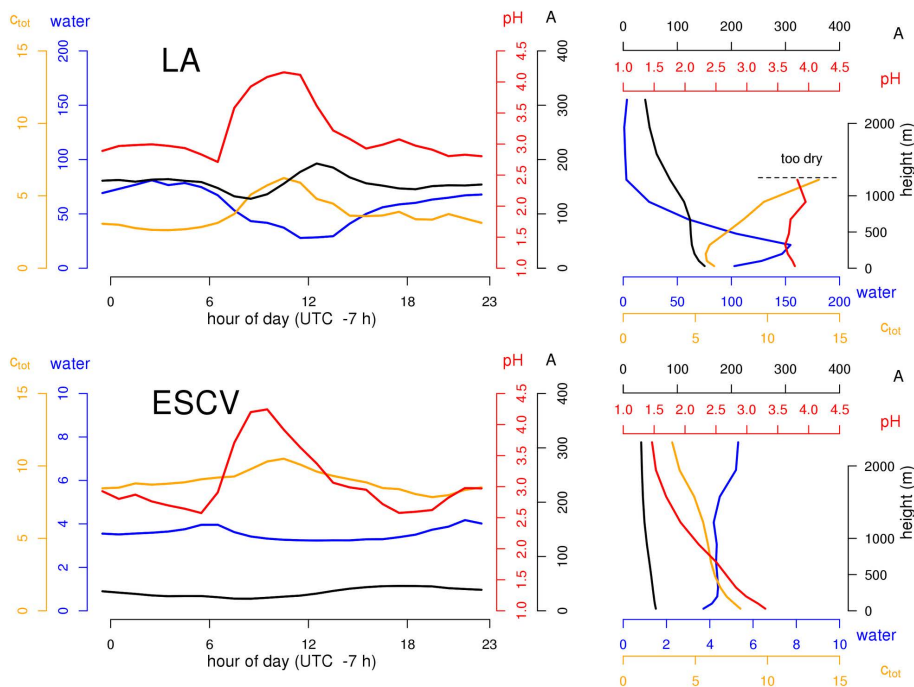 c_tot water pH A 0 100 200 300 400 A
LA
1.0 1.5 2.0 2.5 3.0 3.5 4.0 4.5
pH
0 5 10 15
0 50 100 150 200
1.0 1.5 2.0 2.5 3.0 3.5 4.0 4.5
0 100 200 300 400
too dry
0 500 1000 2000
height (m)
0 6 12 18 23
hour of day (UTC -7 h)
0 50 100 150 200
water
0 5 10 15
c_tot
c_tot water pH A 0 100 200 300 400 A
ESCV
1.0 1.5 2.0 2.5 3.0 3.5 4.0 4.5
pH
0 5 10 15
0 2 4 6 8 10
1.0 1.5 2.0 2.5 3.0 3.5 4.0 4.5
0 100 200 300 400
0 500 1000 2000
height (m)
0 6 12 18 23
hour of day (UTC -7 h)
0 2 4 6 8 10
water
0 5 10 15
c_tot